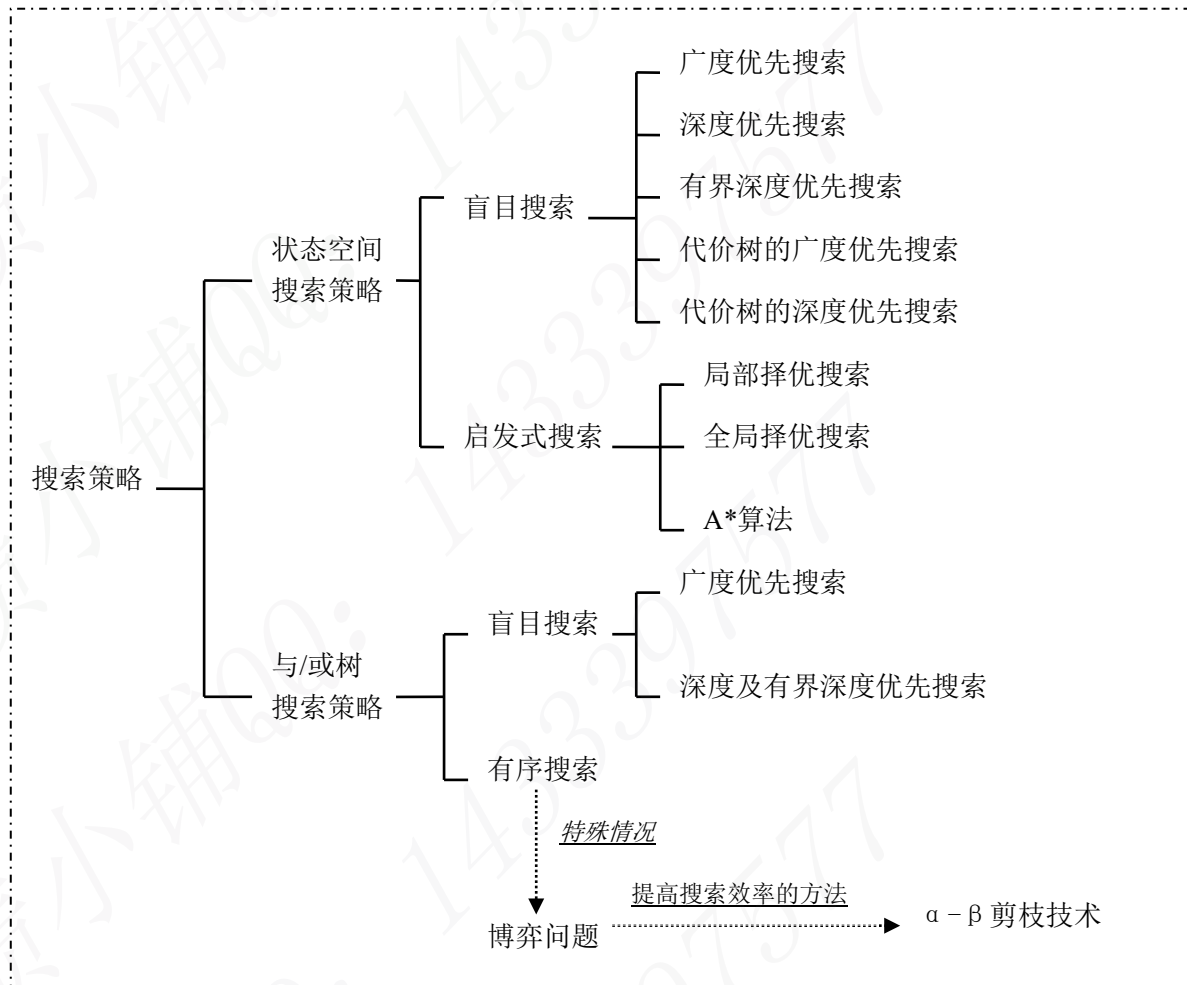 广度优先搜索
深度优先搜索
有界深度优先搜索
盲目搜索
状态空间
搜索策略
代价树的广度优先搜索
代价树的深度优先搜索
局部择优搜索
启发式搜索
全局择优搜索
搜索策略
A*算法
广度优先搜索
盲目搜索
与/或树
搜索策略
深度及有界深度优先搜索
有序搜索
特殊情况
提高搜索效率的方法
博弈问题
α－β剪枝技术
小铺QQ：
1433397577